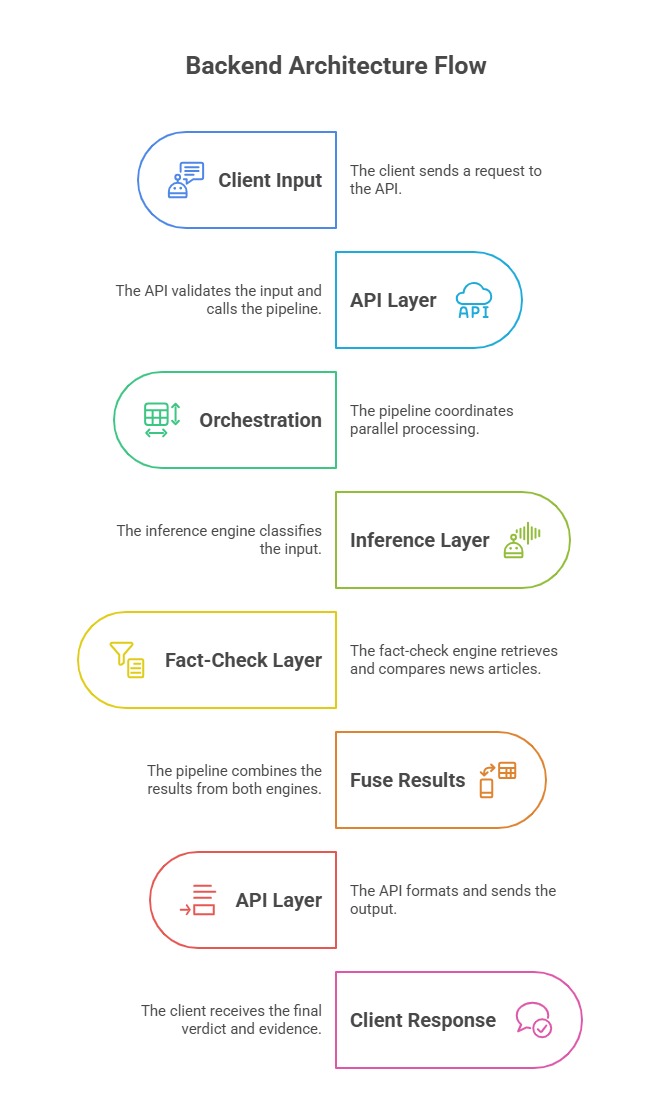 Backend Architecture Flow
Client Input
The client sends a request to
the API.
The API validates the input and
calls the pipeline.
API Layer
API
Orchestration
The pipeline coordinates
parallel processing.
The inference engine classifies
the input.
Inference Layer
Fact-Check Layer
The fact-check engine retrieves
and compares news articles.
The pipeline combines the
results from both engines.
Fuse Results
API Layer
The API formats and sends the
output.
The client receives the final
verdict and evidence.
Client Response